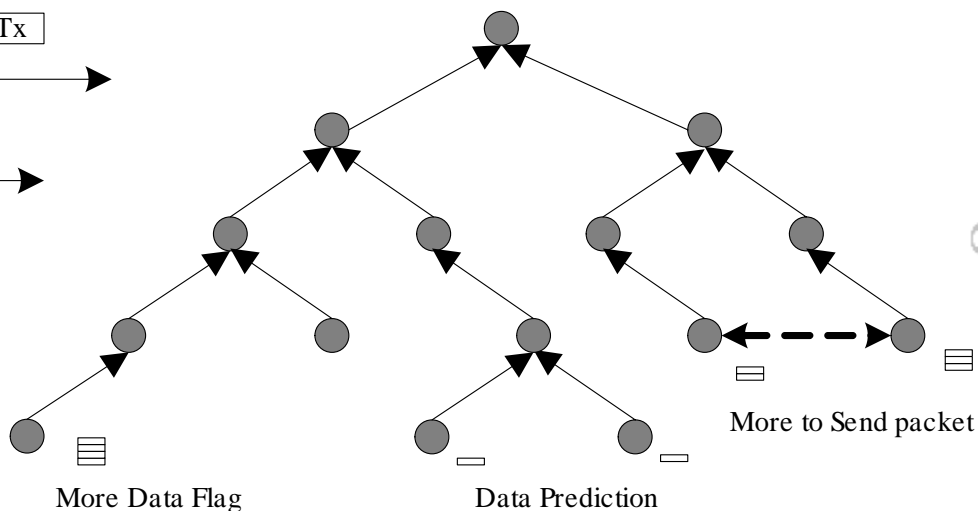 Tx
More to Send packet
More Data Flag
Data Prediction